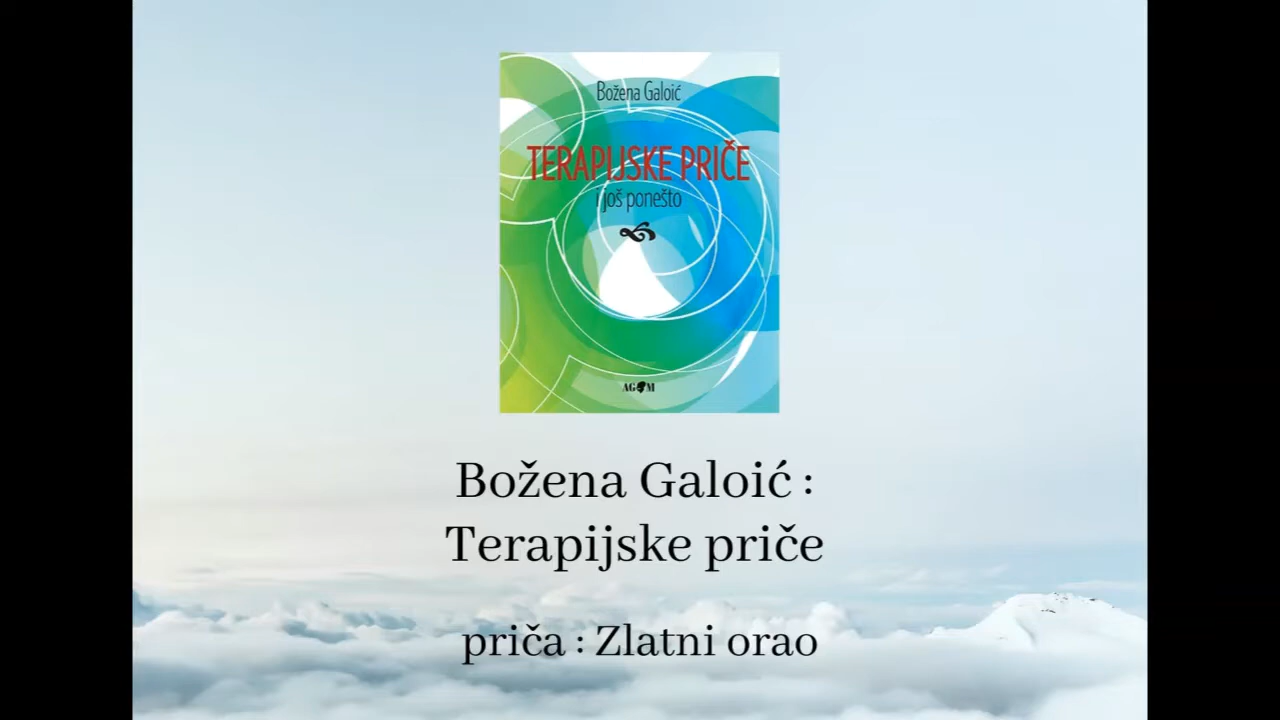 Božena Galoić
TERAPIJSKE PRIČE
i još ponešto
AGM
Božena Galoić :
Terapijske priče
priča : Zlatni orao